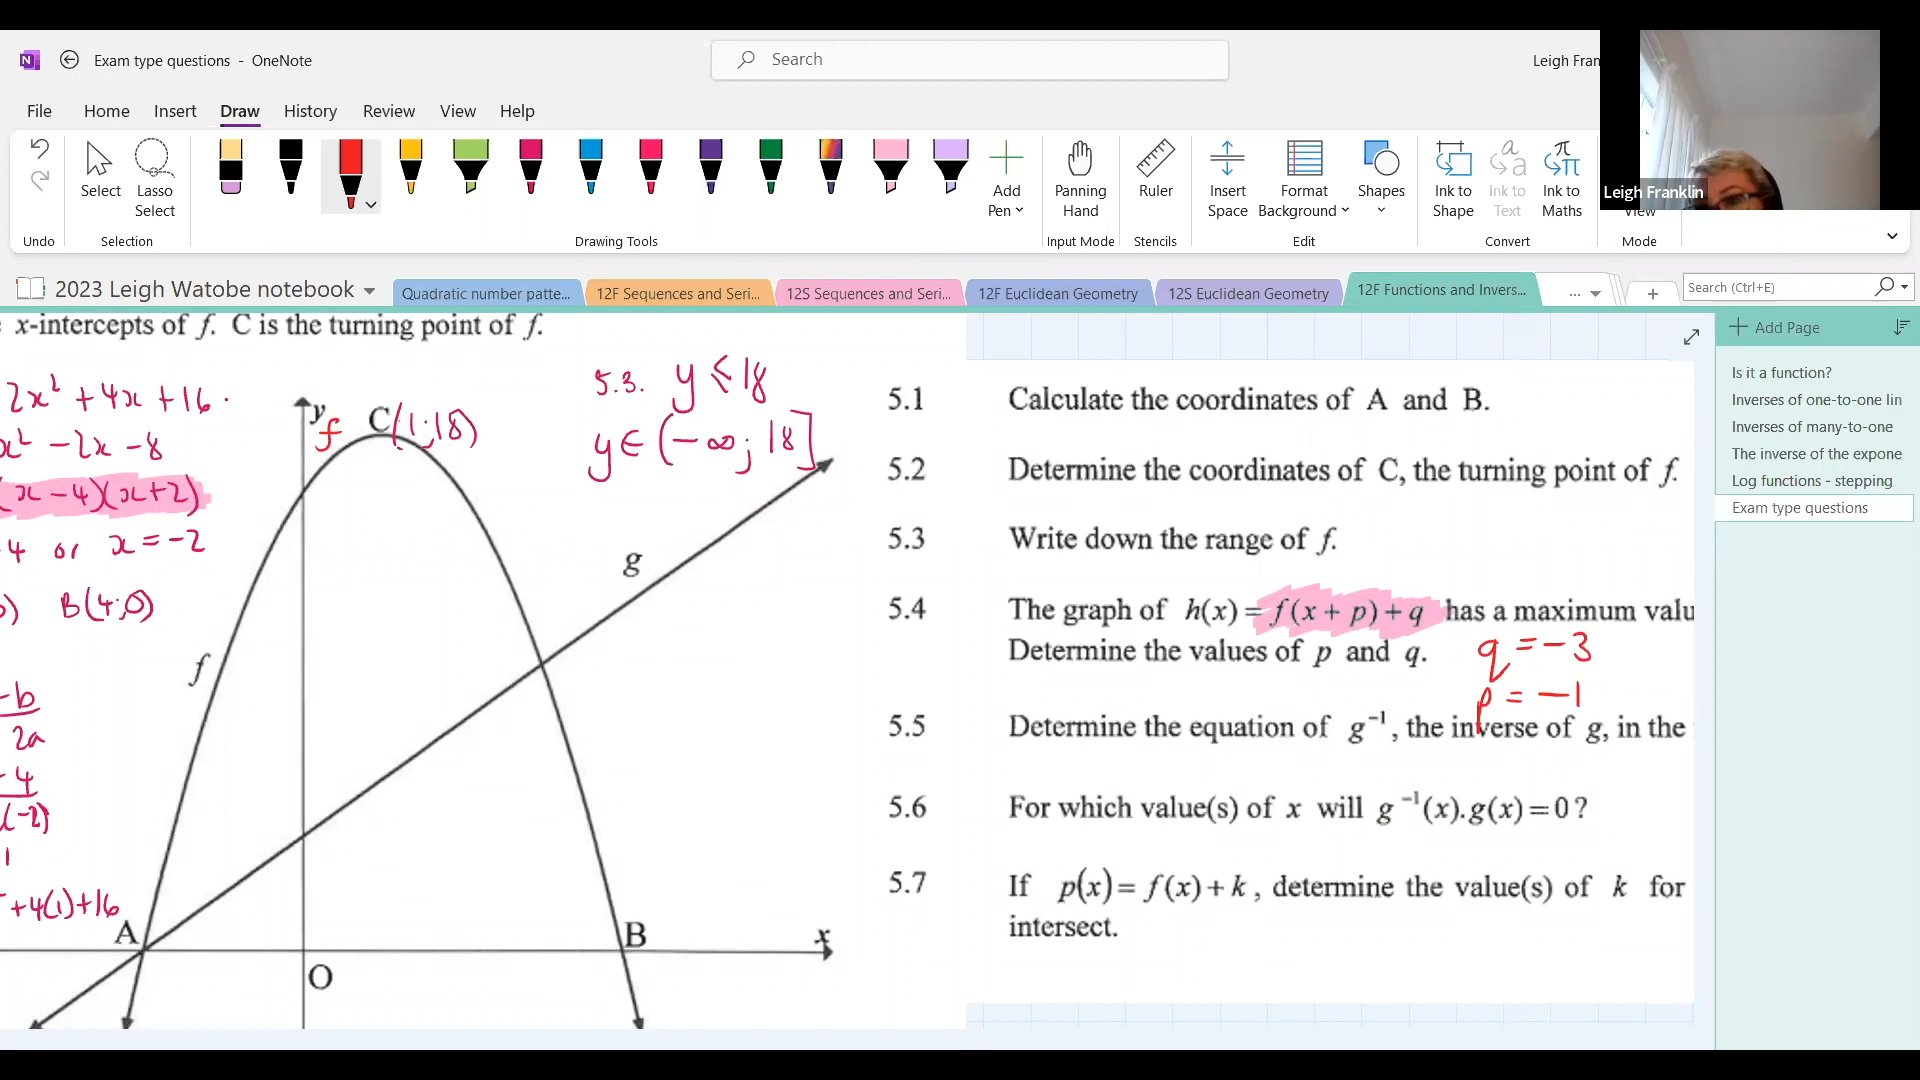 Exam type questions - OneNote
Search
Leigh Fran
Leigh Franklin
File Home Insert Draw History Review View Help
Undo
Select
Lasso Select
Selection
Drawing Tools
Add Pen
Panning Hand
Input Mode
Ruler
Stencils
Insert Space
Format Background
Shapes
Edit
Ink to Shape
Ink to Text
Ink to Maths
Convert
View
Mode
2023 Leigh Watobe notebook
Quadratic number patte...
12F Sequences and Seri...
12S Sequences and Seri...
12F Euclidean Geometry
12S Euclidean Geometry
12F Functions and Invers...
...
Search (Ctrl+E)
Add Page
Is it a function?
Inverses of one-to-one lin
Inverses of many-to-one
The inverse of the expone
Log functions - stepping
Exam type questions
x-intercepts of f. C is the turning point of f.
2x² + 4x + 16
x² - 2x - 8
(x - 4)(x + 2)
4 or x = -2
B(4; 0)
-b
2a
-4
(-2)
1
+4(1)+16
y
f
C(1;18)
g
f
A
B
x
O
5.3. y ≤ 18
y ∈ (-∞; 18]
5.1 Calculate the coordinates of A and B.
5.2 Determine the coordinates of C, the turning point of f.
5.3 Write down the range of f.
5.4 The graph of h(x) = f(x + p) + q has a maximum valu
Determine the values of p and q.
q = -3
p = -1
5.5 Determine the equation of g⁻¹, the inverse of g, in the
5.6 For which value(s) of x will g⁻¹(x).g(x) = 0 ?
5.7 If p(x) = f(x) + k, determine the value(s) of k for
intersect.